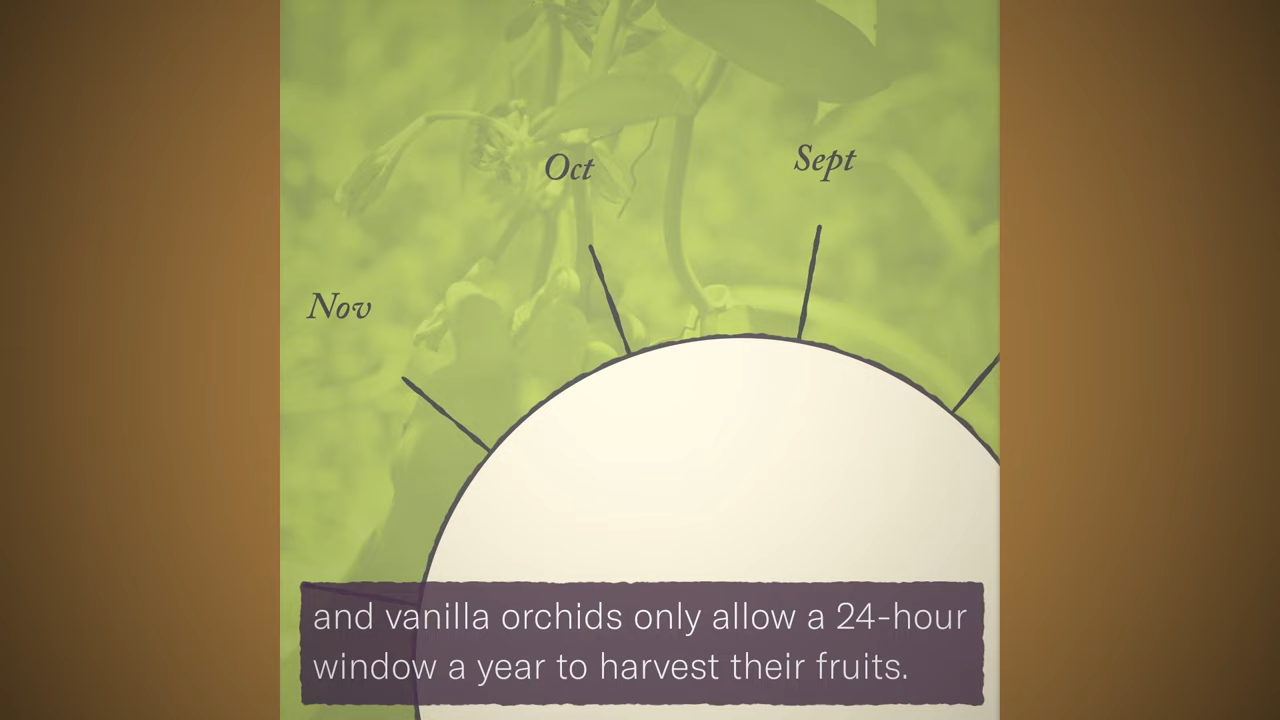 Oct
Sept
Nov
and vanilla orchids only allow a 24-hour
window a year to harvest their fruits.